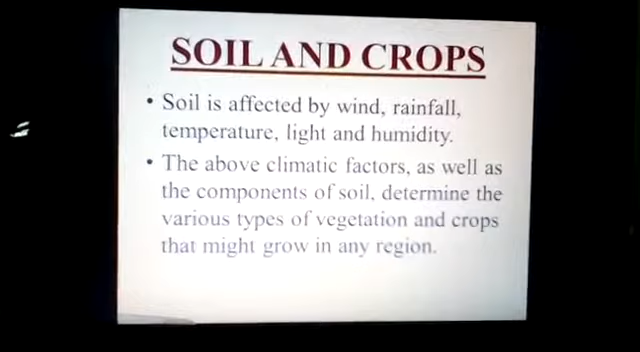 SOIL AND CROPS
• Soil is affected by wind, rainfall,
temperature, light and humidity.
• The above climatic factors, as well as
the components of soil, determine the
various types of vegetation and crops
that might grow in any region.